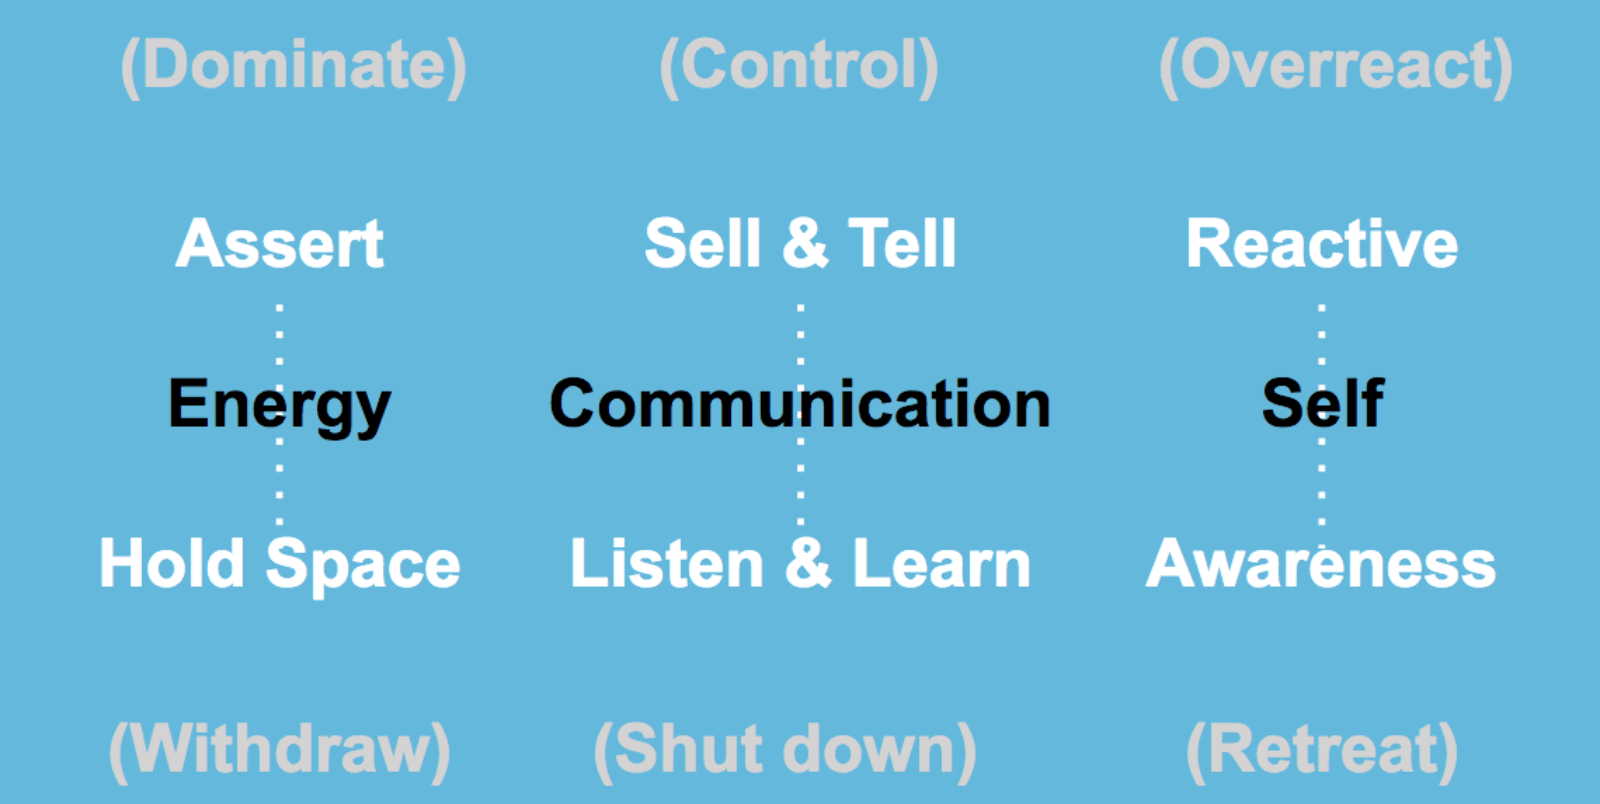 (Dominate) (Control) (Overreact)
Assert Sell & Tell Reactive
Energy Communication Self
Hold Space Listen & Learn Awareness
(Withdraw) (Shut down) (Retreat)